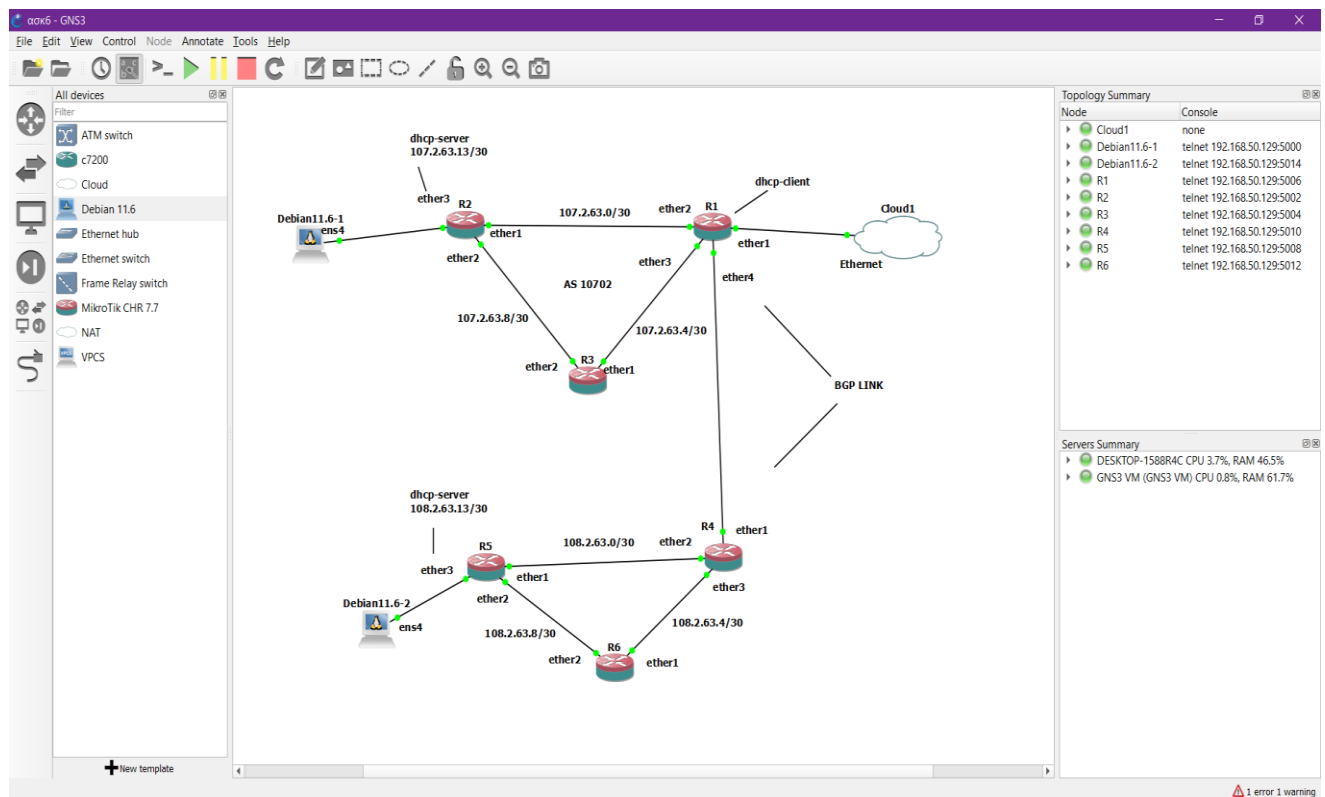 ασκ6 - GNS3
File Edit View Control Node Annotate Tools Help
All devices
Filter
ATM switch
c7200
Cloud
Debian 11.6
Ethernet hub
Ethernet switch
Frame Relay switch
MikroTik CHR 7.7
NAT
VPCS
New template
dhcp-server
107.2.63.13/30
ether3
R2
Debian11.6-1
ens4
ether1
ether2
107.2.63.0/30
dhcp-client
ether2
R1
ether1
ether3
ether4
Cloud1
Ethernet
AS 10702
107.2.63.8/30
107.2.63.4/30
R3
ether2
ether1
BGP LINK
dhcp-server
108.2.63.13/30
R5
ether3
ether1
ether2
Debian11.6-2
ens4
108.2.63.0/30
R4
ether1
ether2
ether3
108.2.63.8/30
108.2.63.4/30
R6
ether2
ether1
Topology Summary
Node Console
Cloud1 none
Debian11.6-1 telnet 192.168.50.129:5000
Debian11.6-2 telnet 192.168.50.129:5014
R1 telnet 192.168.50.129:5006
R2 telnet 192.168.50.129:5002
R3 telnet 192.168.50.129:5004
R4 telnet 192.168.50.129:5010
R5 telnet 192.168.50.129:5008
R6 telnet 192.168.50.129:5012
Servers Summary
DESKTOP-1588R4C CPU 3.7%, RAM 46.5%
GNS3 VM (GNS3 VM) CPU 0.8%, RAM 61.7%
1 error 1 warning